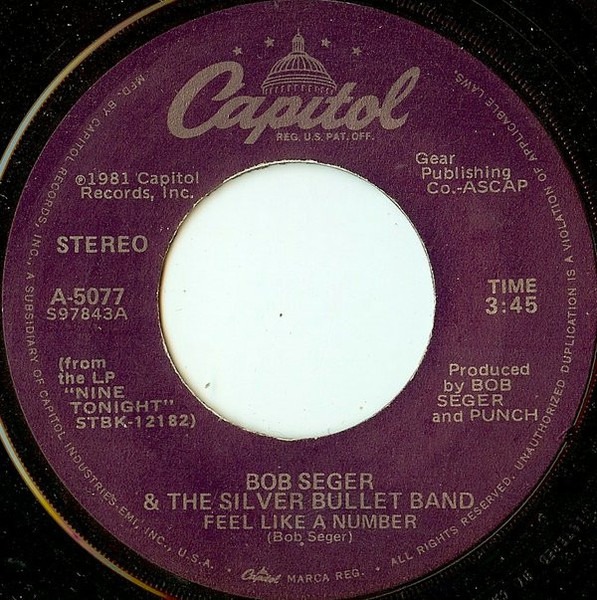 Capitol
REG. U.S. PAT. OFF.
℗1981 Capitol
Records, Inc.
Gear
Publishing
Co.-ASCAP
STEREO
A-5077
S97843A
TIME
3:45
(from
the LP
"NINE
TONIGHT"
STBK-12182)
Produced
by BOB
SEGER
and PUNCH
BOB SEGER
& THE SILVER BULLET BAND
FEEL LIKE A NUMBER
(Bob Seger)
MFD. BY CAPITOL RECORDS, INC., A SUBSIDIARY OF CAPITOL INDUSTRIES-EMI, INC., U.S.A. • Capitol MARCA REG. • ALL RIGHTS RESERVED. UNAUTHORIZED DUPLICATION IS A VIOLATION OF APPLICABLE LAWS.